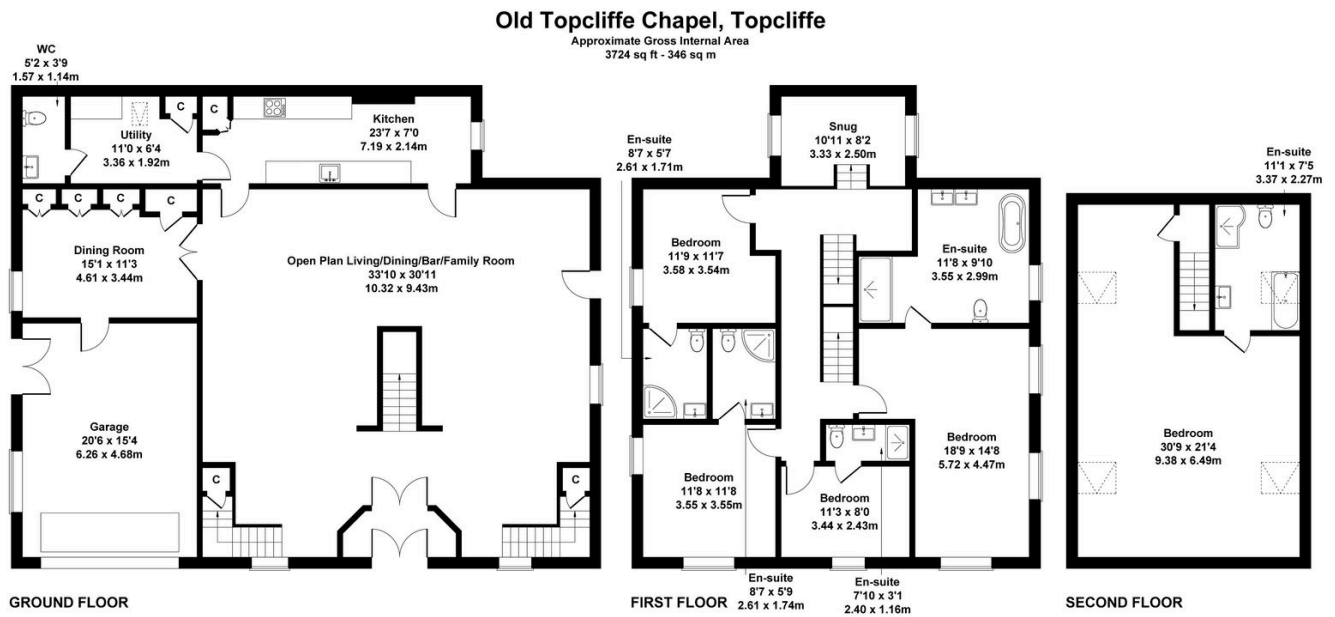 Old Topcliffe Chapel, Topcliffe
Approximate Gross Internal Area
3724 sq ft - 346 sq m
WC
5'2 x 3'9
1.57 x 1.14m
C
C
Utility
11'0 x 6'4
3.36 x 1.92m
Kitchen
23'7 x 7'0
7.19 x 2.14m
C
C
C
C
Dining Room
15'1 x 11'3
4.61 x 3.44m
Open Plan Living/Dining/Bar/Family Room
33'10 x 30'11
10.32 x 9.43m
Garage
20'6 x 15'4
6.26 x 4.68m
C
C
GROUND FLOOR
En-suite
8'7 x 5'7
2.61 x 1.71m
Snug
10'11 x 8'2
3.33 x 2.50m
Bedroom
11'9 x 11'7
3.58 x 3.54m
En-suite
11'8 x 9'10
3.55 x 2.99m
Bedroom
11'8 x 11'8
3.55 x 3.55m
Bedroom
11'3 x 8'0
3.44 x 2.43m
Bedroom
18'9 x 14'8
5.72 x 4.47m
En-suite
8'7 x 5'9
2.61 x 1.74m
En-suite
7'10 x 3'1
2.40 x 1.16m
FIRST FLOOR
En-suite
11'1 x 7'5
3.37 x 2.27m
Bedroom
30'9 x 21'4
9.38 x 6.49m
SECOND FLOOR